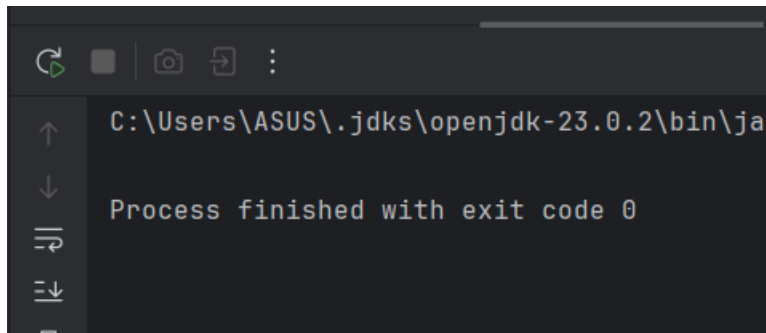 C:\Users\ASUS\.jdks\openjdk-23.0.2\bin\ja
Process finished with exit code 0